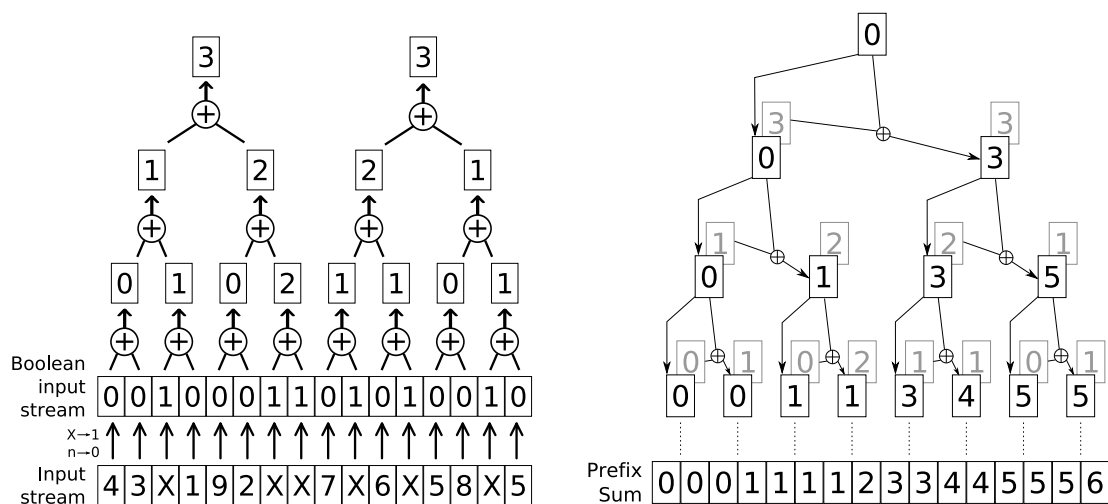 3 3
+ +
1 2 2 1
+ + + +
0 1 0 2 1 1 0 1
+ + + + + + + +
Boolean
input
stream
0 0 1 0 0 0 1 1 0 1 0 1 0 0 1 0
X→1
n→0
Input
stream
4 3 X 1 9 2 X X 7 X 6 X 5 8 X 5
0
3 3
+
0 3
1 2 2 1
+ +
0 1 3 5
0 1 0 2 1 1 0 1
+ + + +
0 0 1 1 3 4 5 5
Prefix
Sum
0 0 0 1 1 1 1 2 3 3 4 4 5 5 5 6